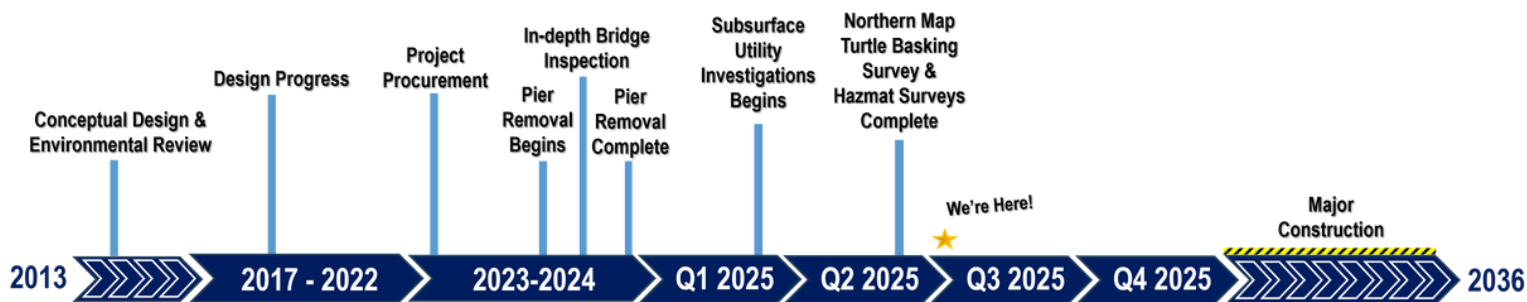 Conceptual Design &
Environmental Review
Design Progress
Project
Procurement
In-depth Bridge
Inspection
Pier
Removal
Begins
Pier
Removal
Complete
Subsurface
Utility
Investigations
Begins
Northern Map
Turtle Basking
Survey &
Hazmat Surveys
Complete
We're Here!
Major
Construction
2013
2017 - 2022
2023-2024
Q1 2025
Q2 2025
Q3 2025
Q4 2025
2036